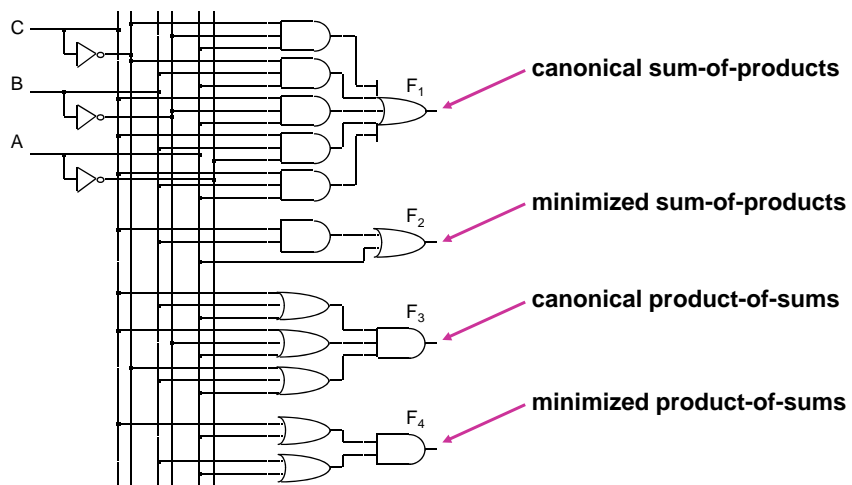 C
B
A
F1
canonical sum-of-products
F2
minimized sum-of-products
F3
canonical product-of-sums
F4
minimized product-of-sums